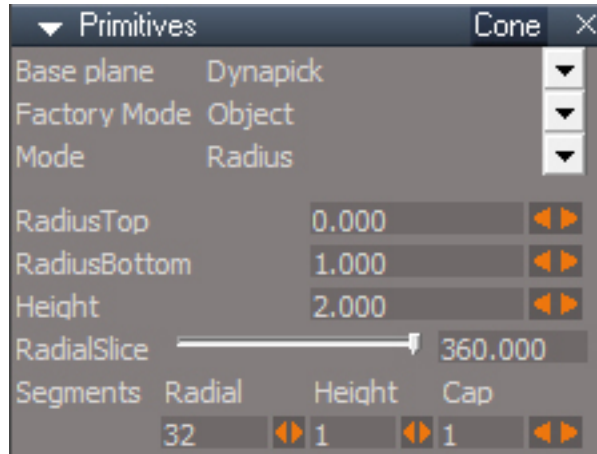 Primitives Cone
Base plane Dynapick
Factory Mode Object
Mode Radius
RadiusTop 0.000
RadiusBottom 1.000
Height 2.000
RadialSlice 360.000
Segments Radial Height Cap
32 1 1